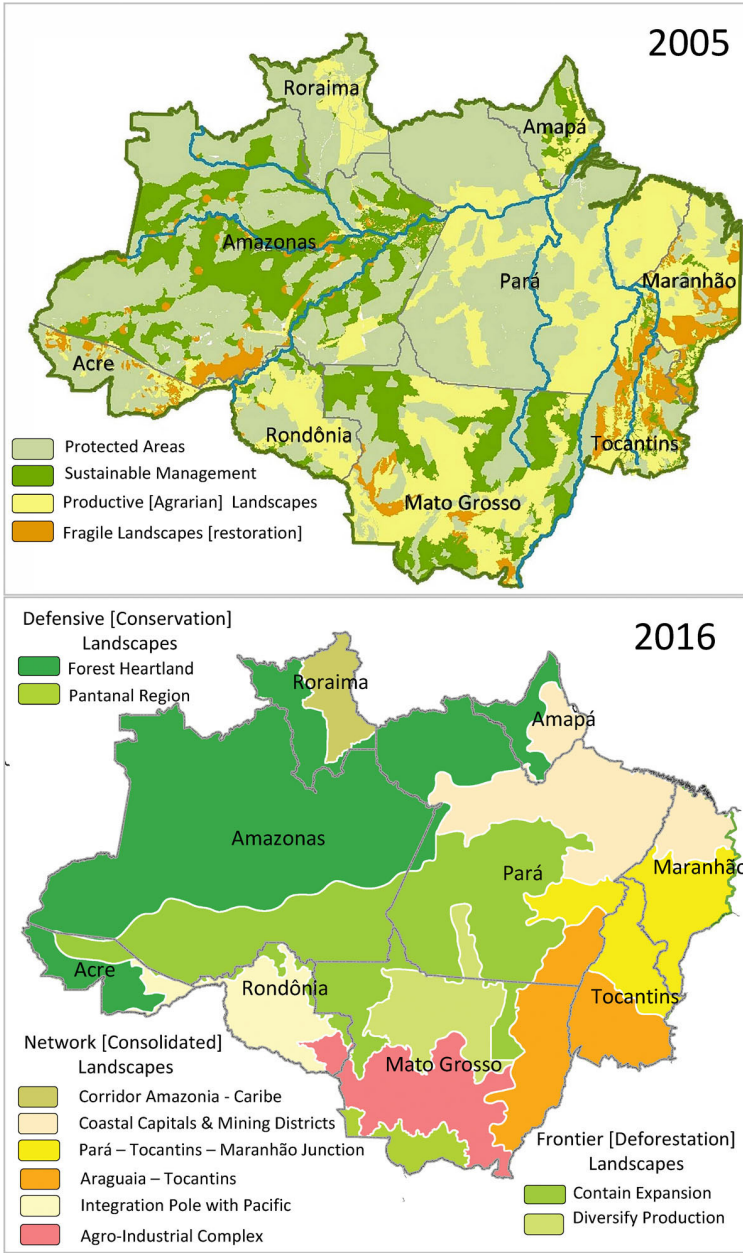 2005
Roraima
Amapá
Amazonas
Pará
Maranhão
Acre
Rondônia
Tocantins
Mato Grosso
Protected Areas
Sustainable Management
Productive [Agrarian] Landscapes
Fragile Landscapes [restoration]
2016
Defensive [Conservation]
Landscapes
Forest Heartland
Pantanal Region
Roraima
Amapá
Amazonas
Pará
Maranhão
Acre
Rondônia
Tocantins
Mato Grosso
Network [Consolidated]
Landscapes
Corridor Amazonia - Caribe
Coastal Capitals & Mining Districts
Pará – Tocantins – Maranhão Junction
Araguaia – Tocantins
Integration Pole with Pacific
Agro-Industrial Complex
Frontier [Deforestation]
Landscapes
Contain Expansion
Diversify Production